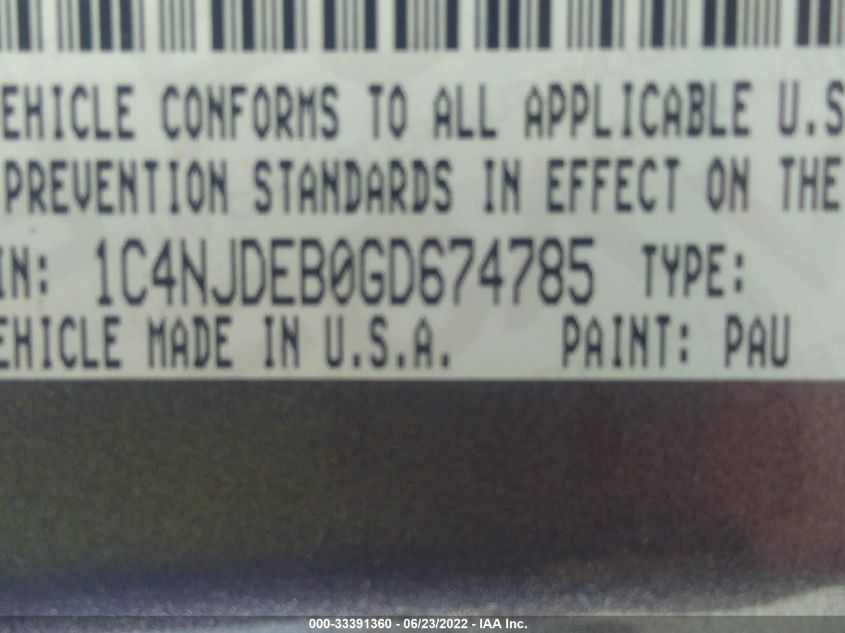 EHICLE CONFORMS TO ALL APPLICABLE U.S
PREVENTION STANDARDS IN EFFECT ON THE
IN: 1C4NJDEB0GD674785 TYPE:
EHICLE MADE IN U.S.A. PAINT: PAU
000-33391360 - 06/23/2022 - IAA Inc.